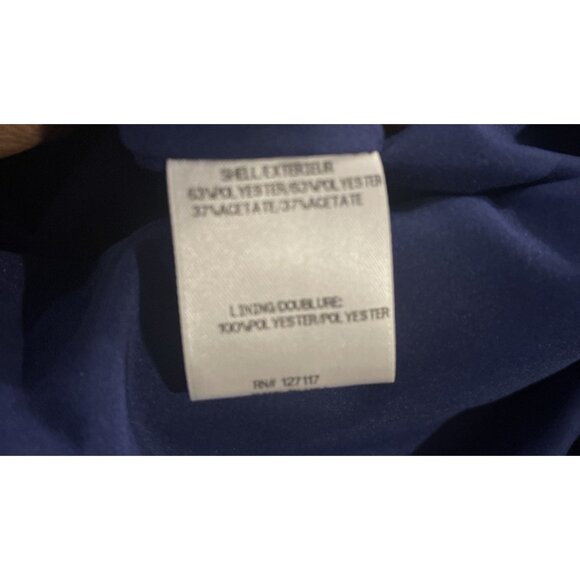 SHELL/EXTERIEUR
63%POLYESTER/63%POLYESTER
37%ACETATE/37%ACETATE
LINING/DOUBLURE:
100%POLYESTER/POLYESTER
RN# 127117